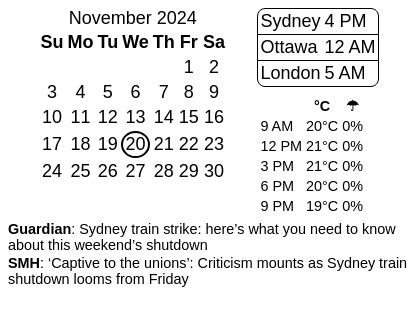 November 2024
Su Mo Tu We Th Fr Sa
1 2
3 4 5 6 7 8 9
10 11 12 13 14 15 16
17 18 19 20 21 22 23
24 25 26 27 28 29 30
Sydney 4 PM
Ottawa 12 AM
London 5 AM
°C ☂
9 AM 20°C 0%
12 PM 21°C 0%
3 PM 21°C 0%
6 PM 20°C 0%
9 PM 19°C 0%
Guardian: Sydney train strike: here’s what you need to know
about this weekend’s shutdown
SMH: ‘Captive to the unions’: Criticism mounts as Sydney train
shutdown looms from Friday